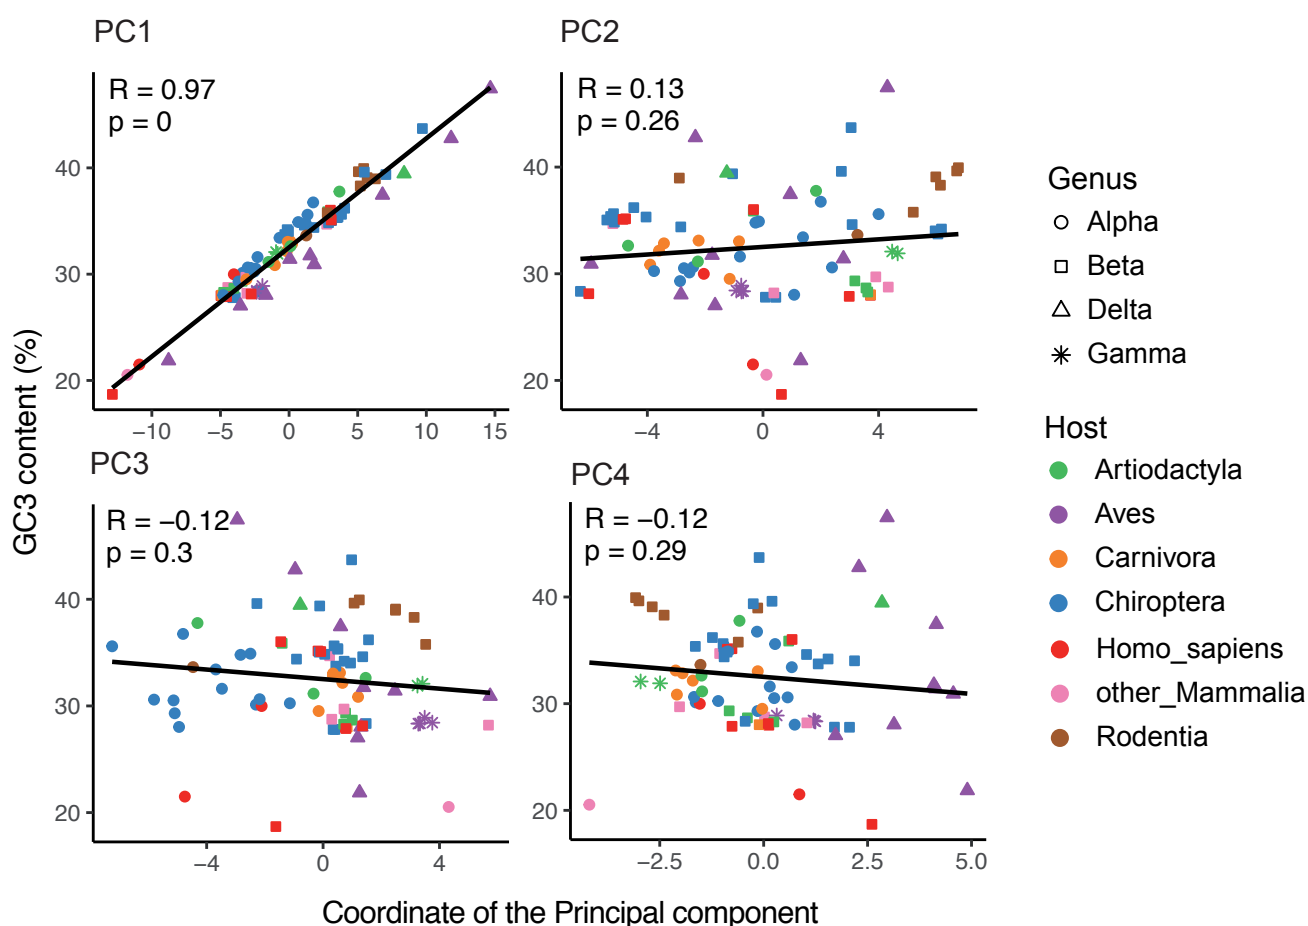 PC1
R = 0.97
p = 0
40
30
20
−10 −5 0 5 10 15
PC2
R = 0.13
p = 0.26
40
30
20
−4 0 4
PC3
R = −0.12
p = 0.3
40
30
20
−4 0 4
PC4
R = −0.12
p = 0.29
40
30
20
−2.5 0.0 2.5 5.0
GC3 content (%)
Coordinate of the Principal component
Genus
Alpha
Beta
Delta
Gamma
Host
Artiodactyla
Aves
Carnivora
Chiroptera
Homo_sapiens
other_Mammalia
Rodentia